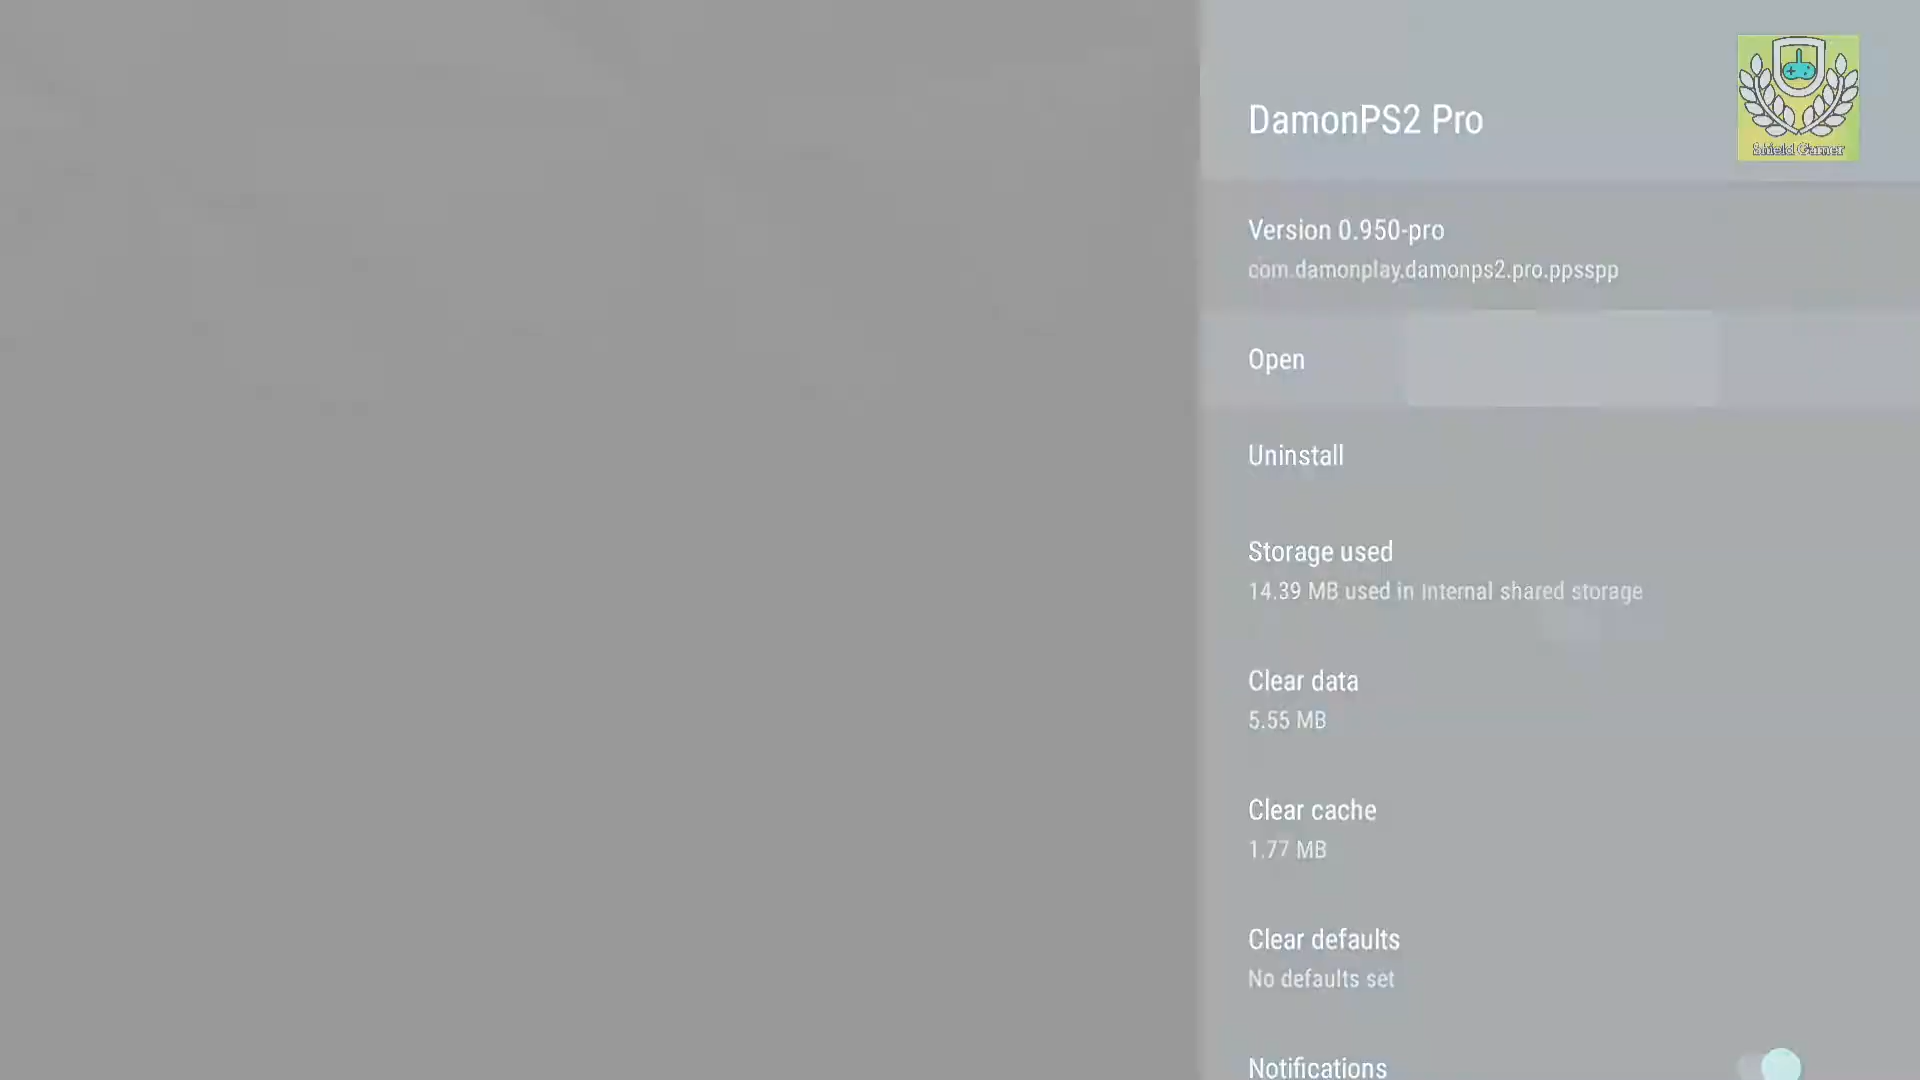 DamonPS2 Pro
Shield Gamer
Version 0.950-pro
com.damonplay.damonps2.pro.ppsspp
Open
Uninstall
Storage used
14.39 MB used in Internal shared storage
Clear data
5.55 MB
Clear cache
1.77 MB
Clear defaults
No defaults set
Notifications